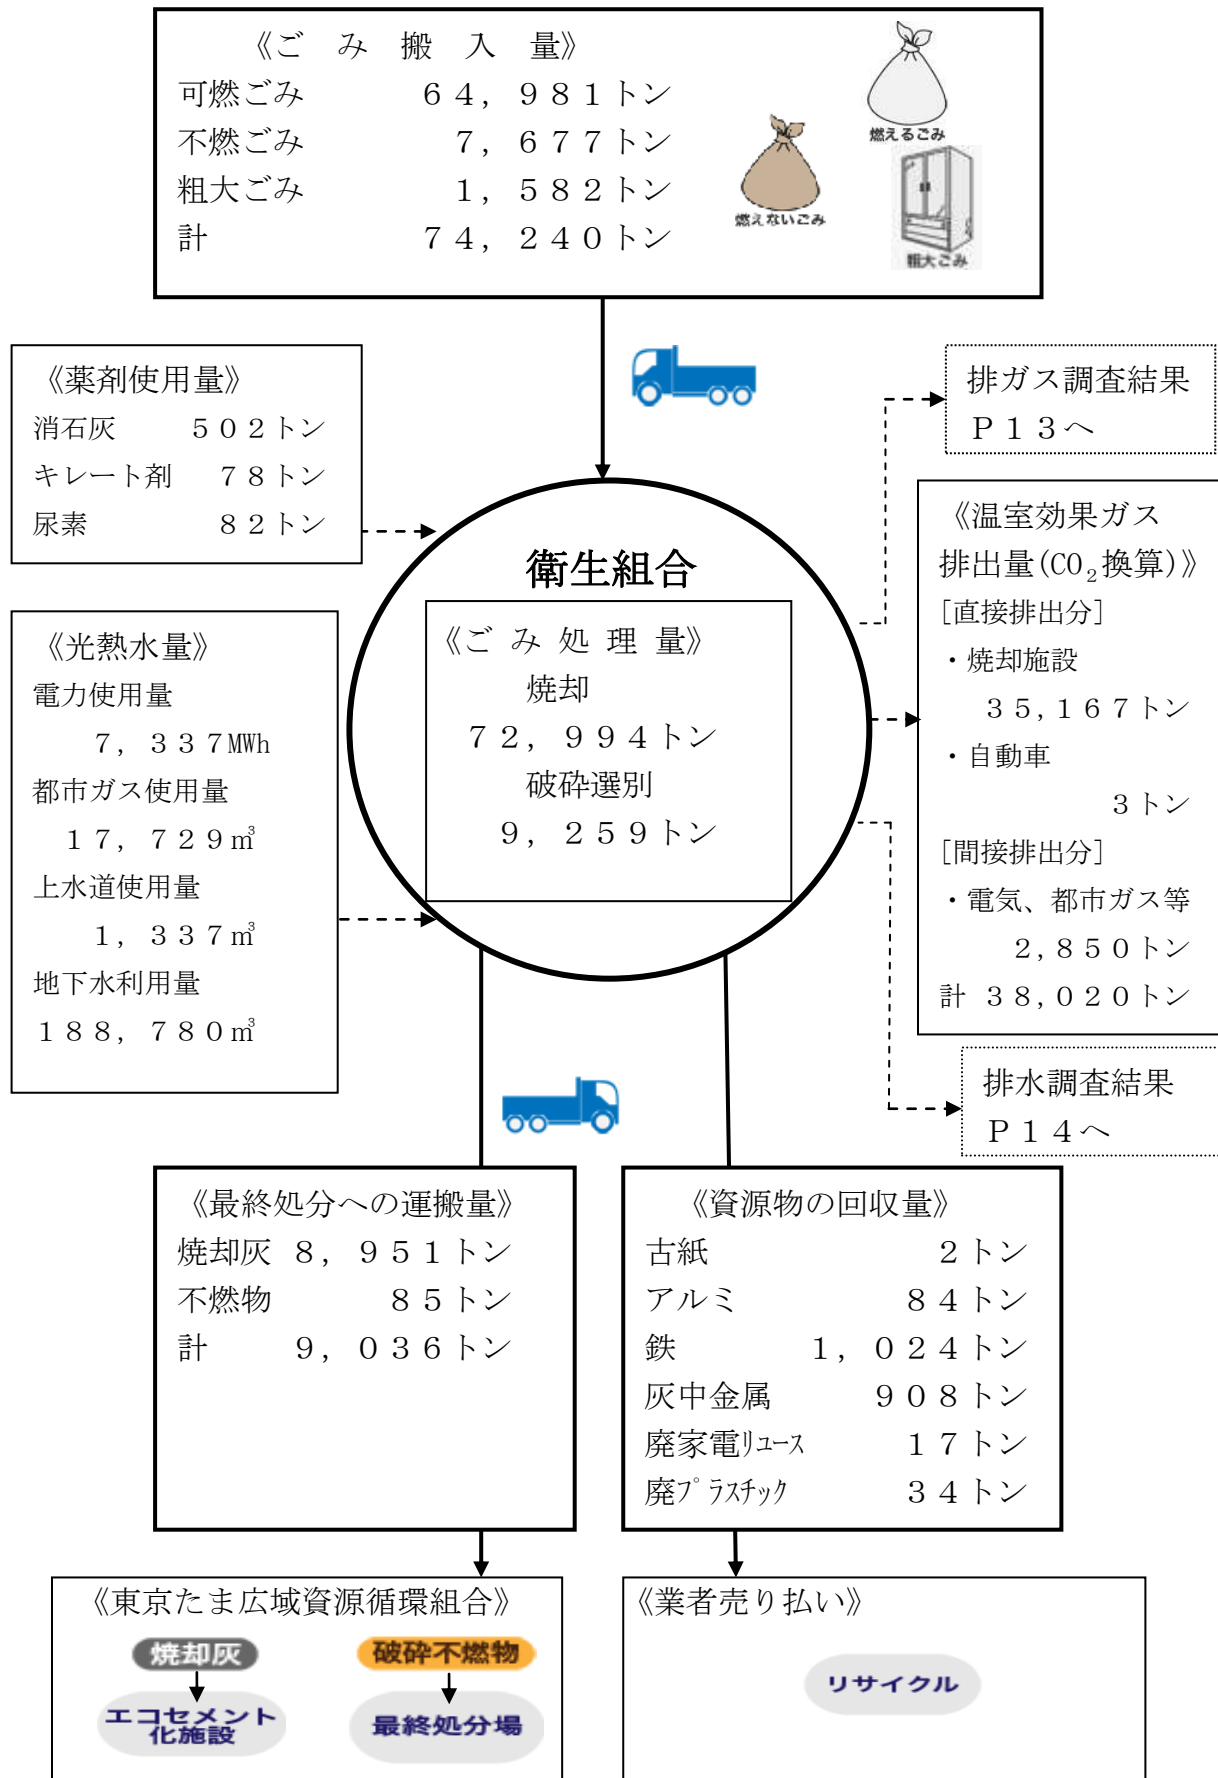 《ごみ搬入量》
可燃ごみ　６４，９８１トン
不燃ごみ　７，６７７トン
粗大ごみ　１，５８２トン
計　７４，２４０トン
燃えるごみ
燃えないごみ
粗大ごみ
《薬剤使用量》
消石灰　５０２トン
キレート剤　７８トン
尿素　８２トン
排ガス調査結果
Ｐ１３へ
《光熱水量》
電力使用量
７，３３７MWh
都市ガス使用量
１７，７２９㎥
上水道使用量
１，３３７㎥
地下水利用量
１８８，７８０㎥
衛生組合
《ごみ処理量》
焼却
７２，９９４トン
破砕選別
９，２５９トン
《温室効果ガス
排出量(CO₂換算)》
[直接排出分]
・焼却施設
３５,１６７トン
・自動車
３トン
[間接排出分]
・電気、都市ガス等
２,８５０トン
計 ３８,０２０トン
排水調査結果
Ｐ１４へ
《最終処分への運搬量》
焼却灰　８，９５１トン
不燃物　８５トン
計　９，０３６トン
《資源物の回収量》
古紙　２トン
アルミ　８４トン
鉄　１，０２４トン
灰中金属　９０８トン
廃家電ﾘﾕｰｽ　１７トン
廃ﾌﾟﾗｽﾁｯｸ　３４トン
《東京たま広域資源循環組合》
焼却灰
エコセメント
化施設
破砕不燃物
最終処分場
《業者売り払い》
リサイクル